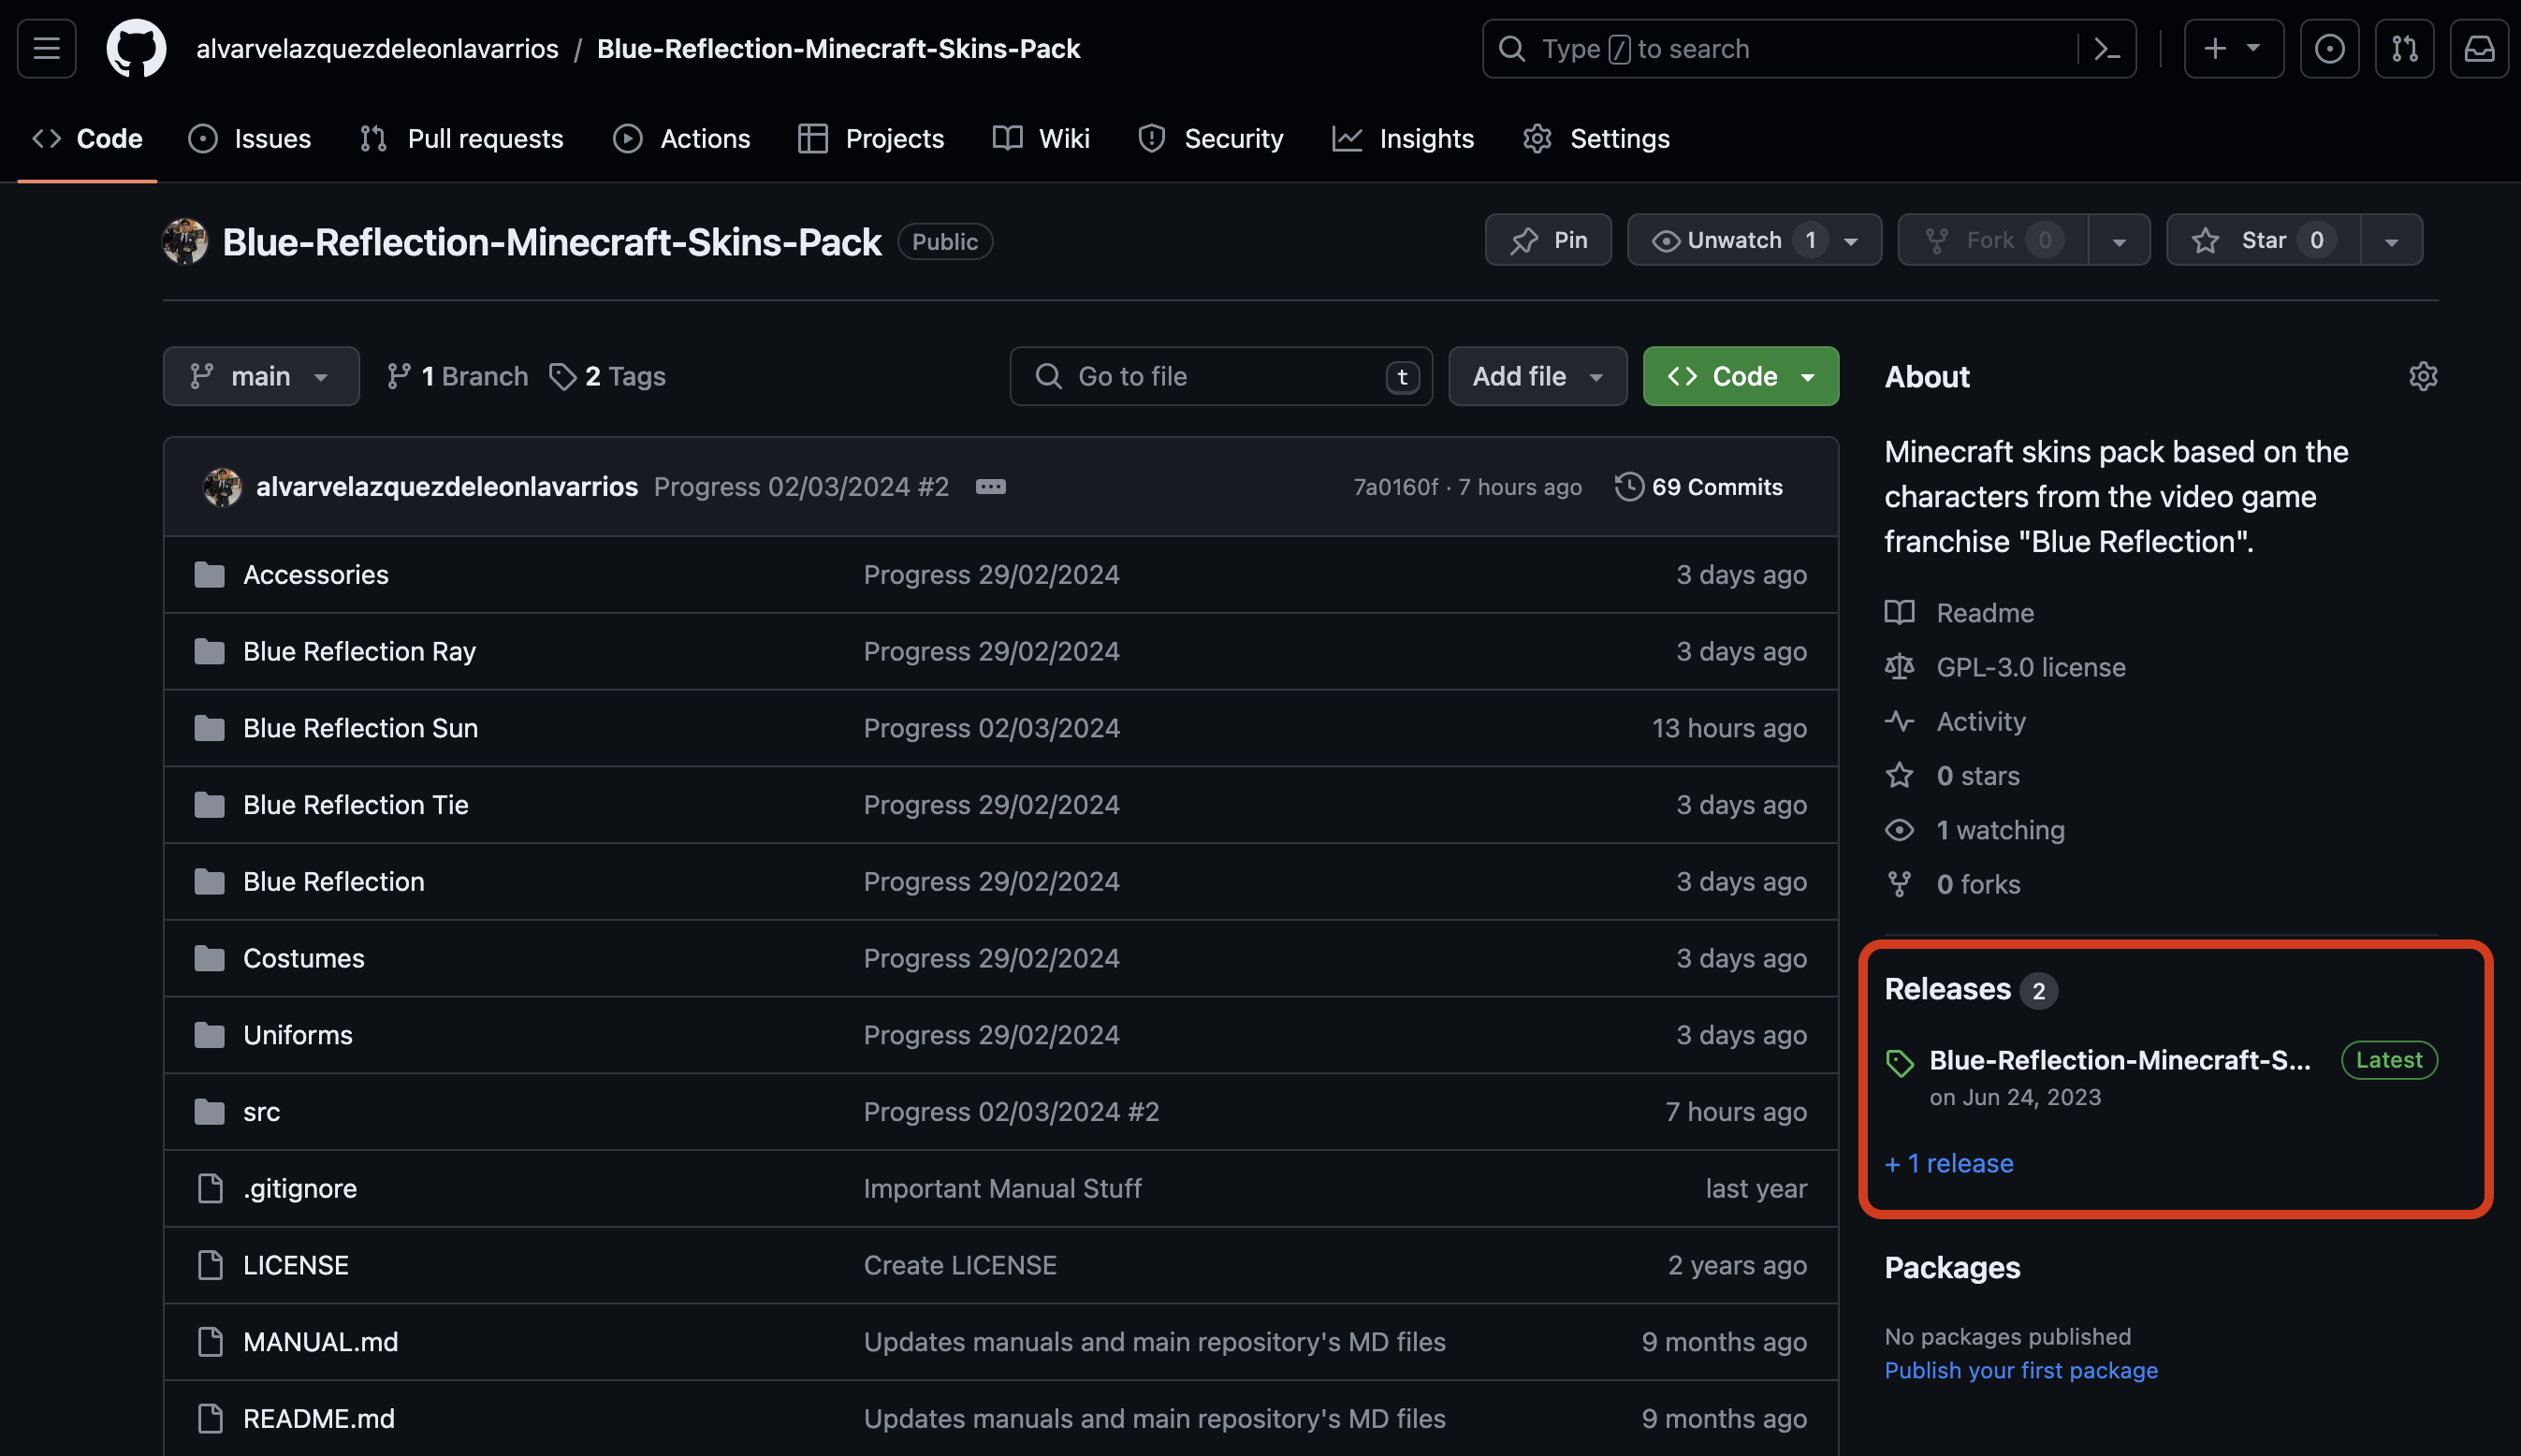 alvarvelazquezdeleonlavarrios / Blue-Reflection-Minecraft-Skins-Pack
Type / to search
Code
Issues
Pull requests
Actions
Projects
Wiki
Security
Insights
Settings
Blue-Reflection-Minecraft-Skins-Pack Public
Pin
Unwatch 1
Fork 0
Star 0
main
1 Branch
2 Tags
Go to file t
Add file
Code
alvarvelazquezdeleonlavarrios Progress 02/03/2024 #2 7a0160f · 7 hours ago 69 Commits
Accessories Progress 29/02/2024 3 days ago
Blue Reflection Ray Progress 29/02/2024 3 days ago
Blue Reflection Sun Progress 02/03/2024 13 hours ago
Blue Reflection Tie Progress 29/02/2024 3 days ago
Blue Reflection Progress 29/02/2024 3 days ago
Costumes Progress 29/02/2024 3 days ago
Uniforms Progress 29/02/2024 3 days ago
src Progress 02/03/2024 #2 7 hours ago
.gitignore Important Manual Stuff last year
LICENSE Create LICENSE 2 years ago
MANUAL.md Updates manuals and main repository's MD files 9 months ago
README.md Updates manuals and main repository's MD files 9 months ago
About
Minecraft skins pack based on the
characters from the video game
franchise "Blue Reflection".
Readme
GPL-3.0 license
Activity
0 stars
1 watching
0 forks
Releases 2
Blue-Reflection-Minecraft-S... Latest
on Jun 24, 2023
+ 1 release
Packages
No packages published
Publish your first package